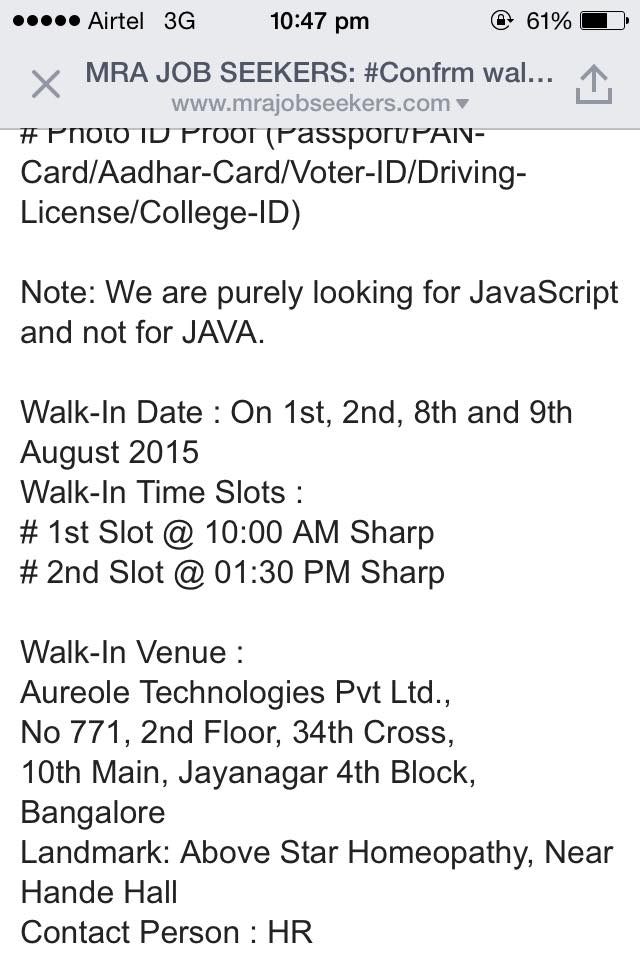 Airtel 3G 10:47 pm 61%
MRA JOB SEEKERS: #Confrm wal...
www.mrajobseekers.com
# Photo ID Proof (Passport/PAN-
Card/Aadhar-Card/Voter-ID/Driving-
License/College-ID)
Note: We are purely looking for JavaScript
and not for JAVA.
Walk-In Date : On 1st, 2nd, 8th and 9th
August 2015
Walk-In Time Slots :
# 1st Slot @ 10:00 AM Sharp
# 2nd Slot @ 01:30 PM Sharp
Walk-In Venue :
Aureole Technologies Pvt Ltd.,
No 771, 2nd Floor, 34th Cross,
10th Main, Jayanagar 4th Block,
Bangalore
Landmark: Above Star Homeopathy, Near
Hande Hall
Contact Person : HR